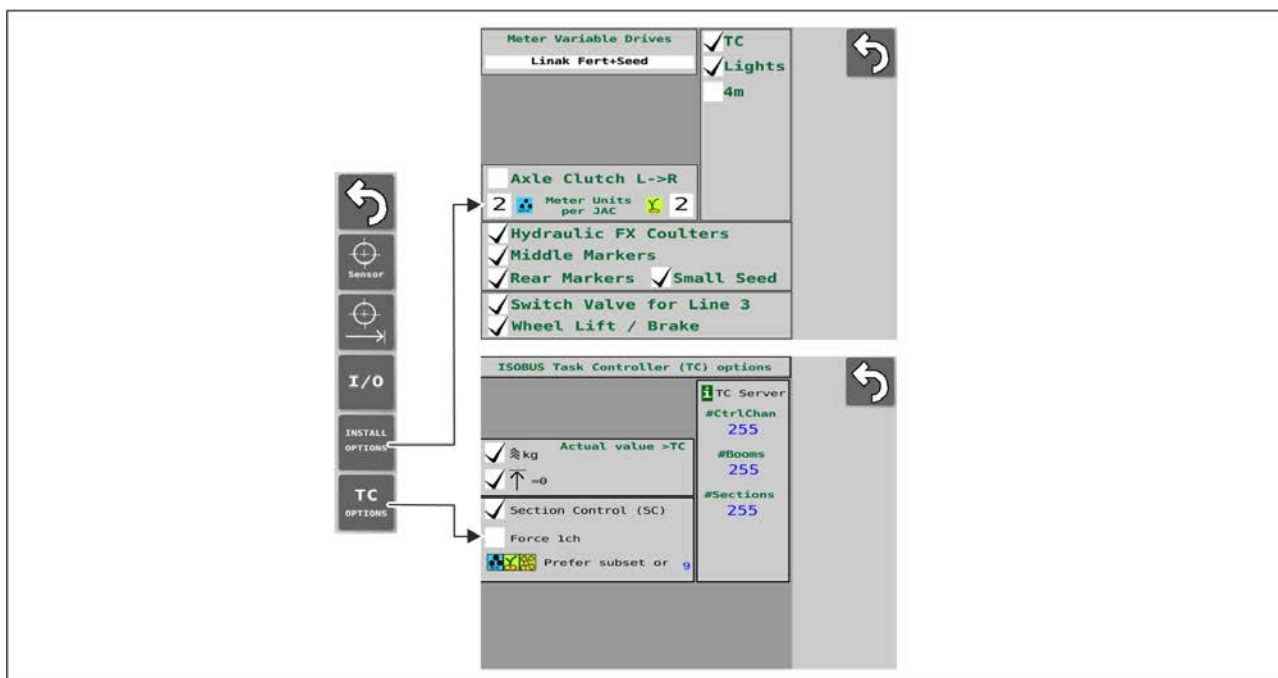 Sensor
I/O
INSTALL
OPTIONS
TC
OPTIONS
Meter Variable Drives
Linak Fert+Seed
TC
Lights
4m
Axle Clutch L->R
2 Meter Units per JAC 2
Hydraulic FX Coulters
Middle Markers
Rear Markers Small Seed
Switch Valve for Line 3
Wheel Lift / Brake
ISOBUS Task Controller (TC) options
Actual value >TC
kg
=0
Section Control (SC)
Force 1ch
Prefer subset or 9
i TC Server
#CtrlChan
255
#Booms
255
#Sections
255